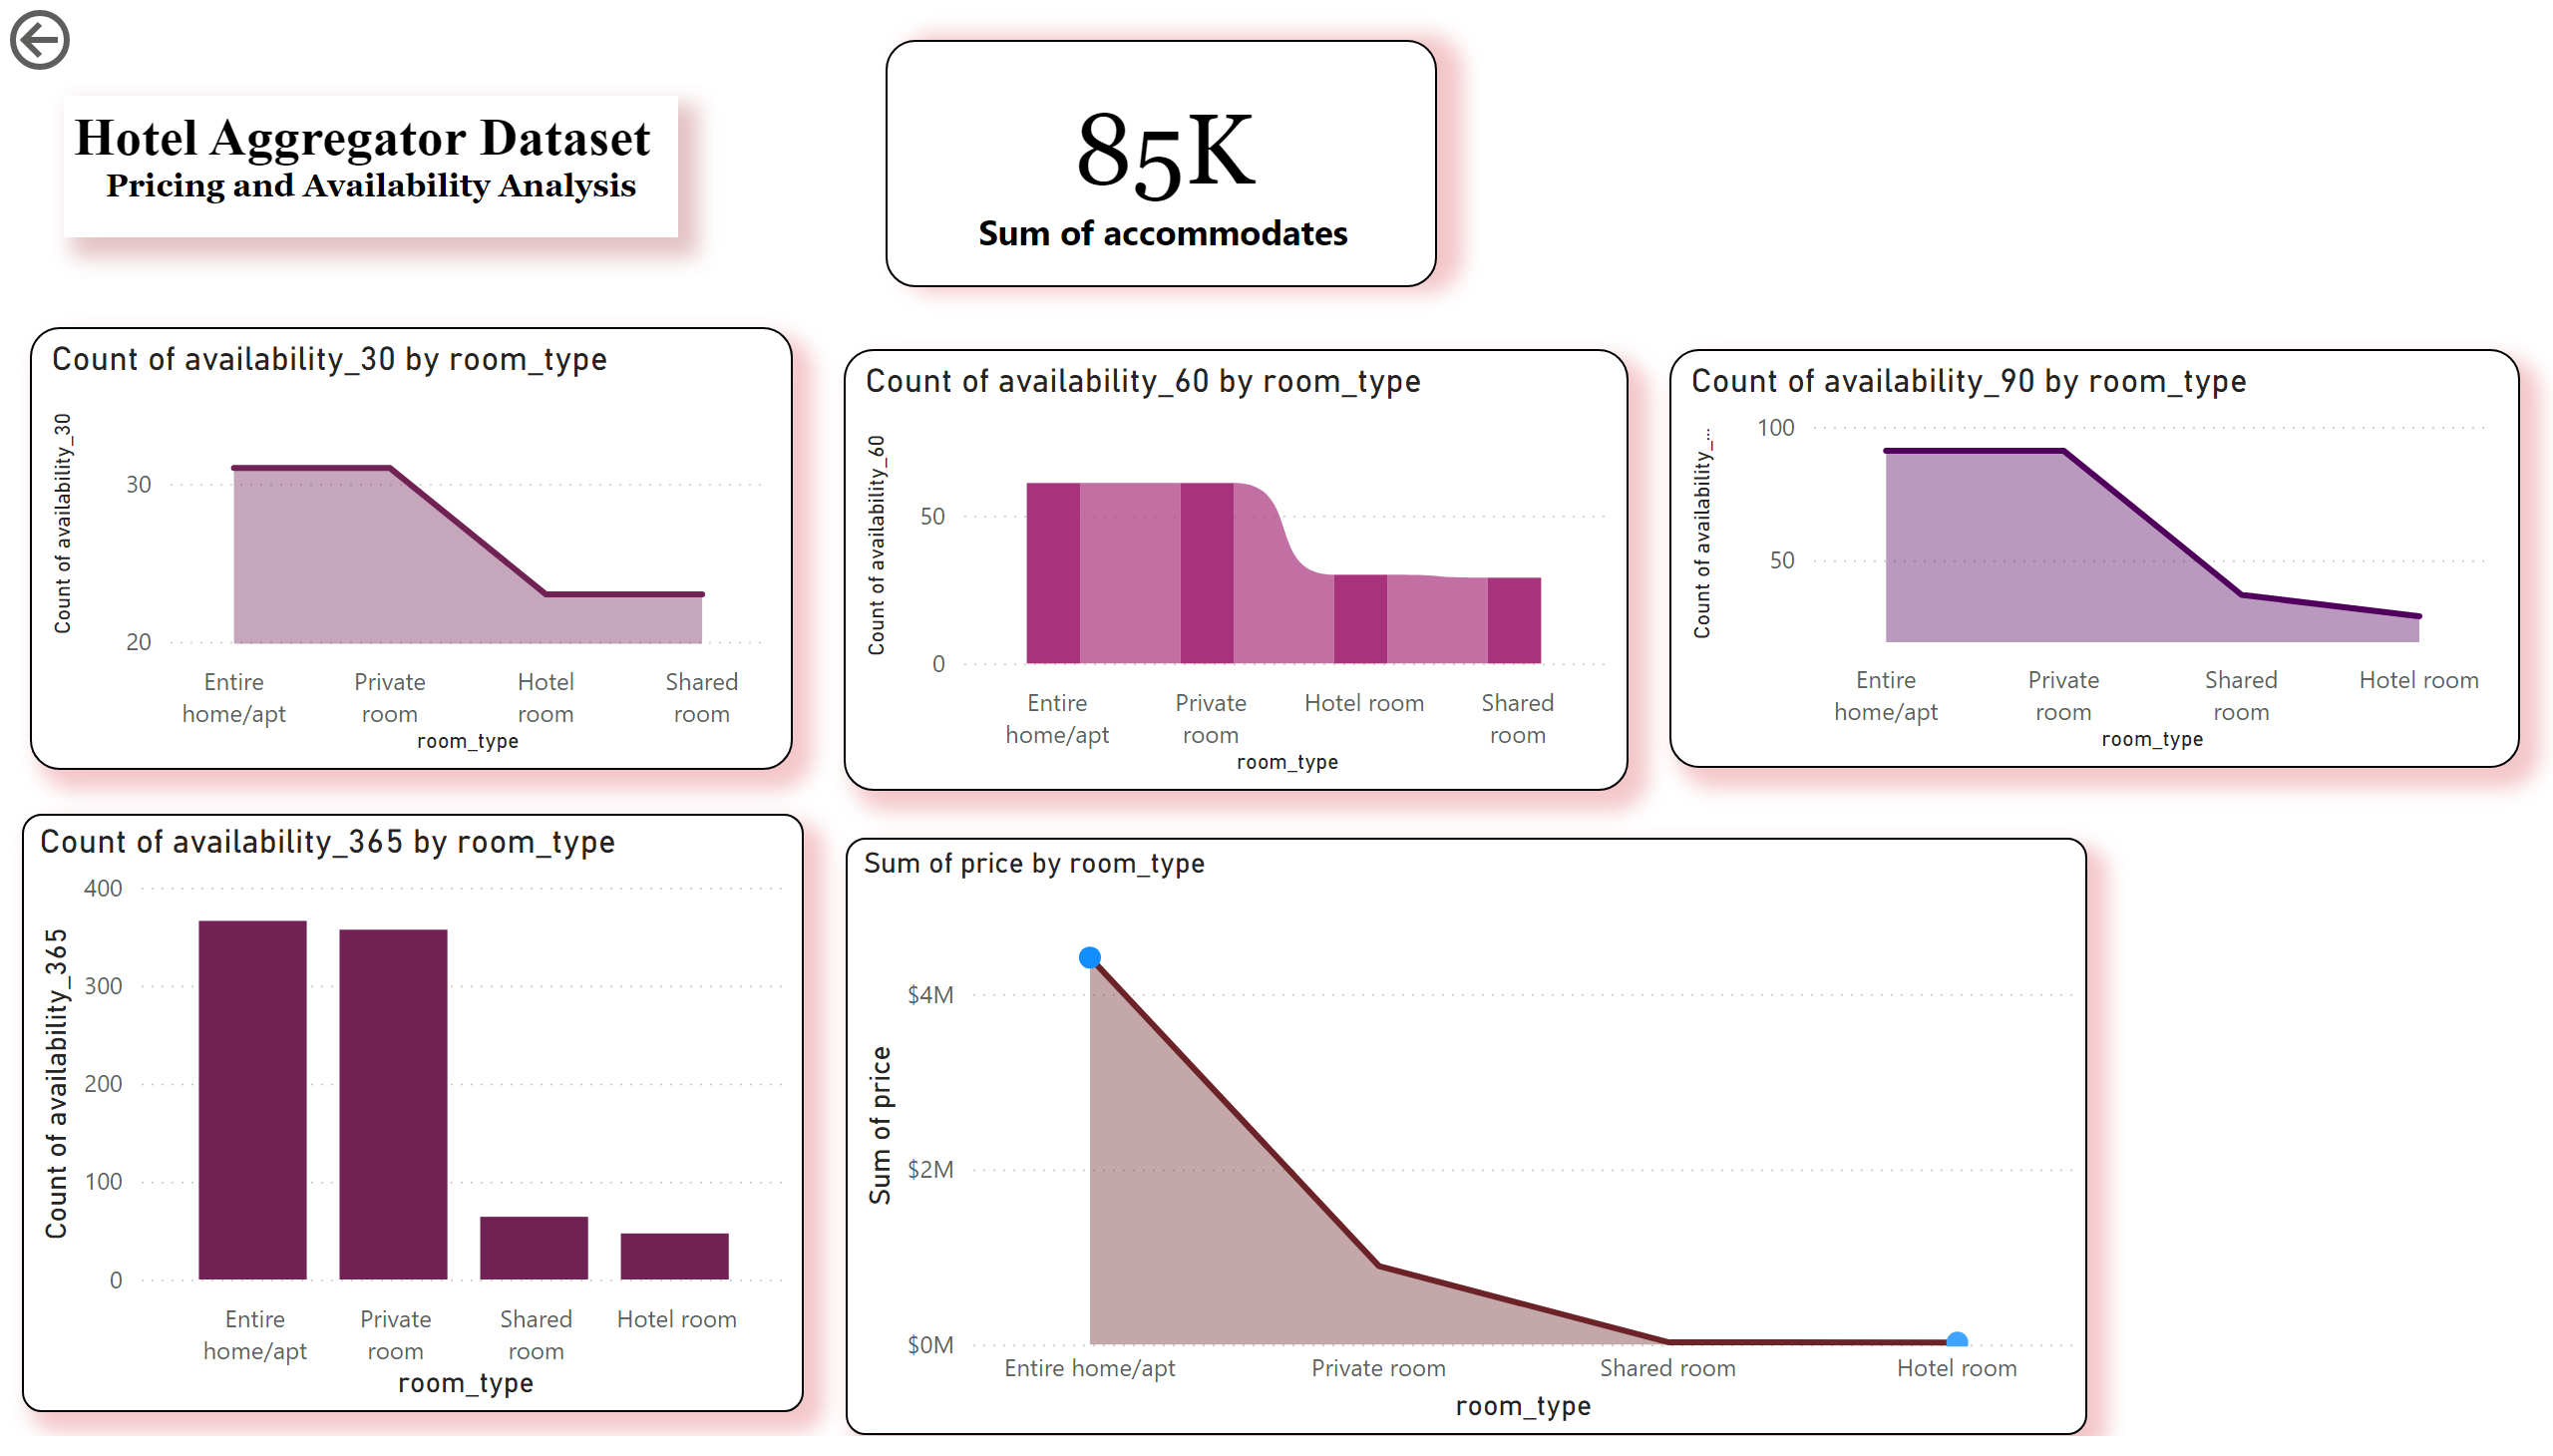 Hotel Aggregator Dataset
Pricing and Availability Analysis
85K
Sum of accommodates
Count of availability_30 by room_type
Count of availability_30
30
20
Entire home/apt
Private room
Hotel room
Shared room
room_type
Count of availability_60 by room_type
Count of availability_60
50
0
Entire home/apt
Private room
Hotel room
Shared room
room_type
Count of availability_90 by room_type
Count of availability_...
100
50
Entire home/apt
Private room
Shared room
Hotel room
room_type
Count of availability_365 by room_type
Count of availability_365
400
300
200
100
0
Entire home/apt
Private room
Shared room
Hotel room
room_type
Sum of price by room_type
Sum of price
$4M
$2M
$0M
Entire home/apt
Private room
Shared room
Hotel room
room_type